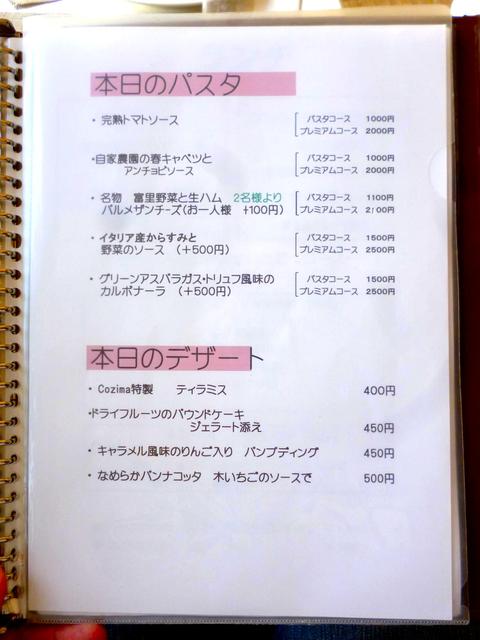 本日のパスタ
・完熟トマトソース
パスタコース 1000円
プレミアムコース 2000円
・自家農園の春キャベツと
アンチョビソース
パスタコース 1000円
プレミアムコース 2000円
・名物 富里野菜と生ハム 2名様より
パルメザンチーズ(お一人様 +100円)
パスタコース 1100円
プレミアムコース 2100円
・イタリア産からすみと
野菜のソース (+500円)
パスタコース 1500円
プレミアムコース 2500円
・グリーンアスパラガス・トリュフ風味の
カルボナーラ (+500円)
パスタコース 1500円
プレミアムコース 2500円
本日のデザート
・Cozima特製 ティラミス 400円
・ドライフルーツのパウンドケーキ
ジェラート添え 450円
・キャラメル風味のりんご入り パンプディング 450円
・なめらかパンナコッタ 木いちごのソースで 500円